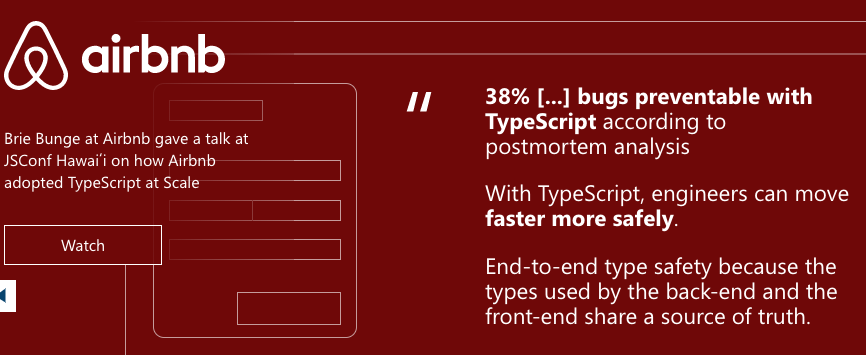 airbnb
Brie Bunge at Airbnb gave a talk at
JSConf Hawai‘i on how Airbnb
adopted TypeScript at Scale
Watch
"
38% [...] bugs preventable with
TypeScript according to
postmortem analysis
With TypeScript, engineers can move
faster more safely.
End-to-end type safety because the
types used by the back-end and the
front-end share a source of truth.